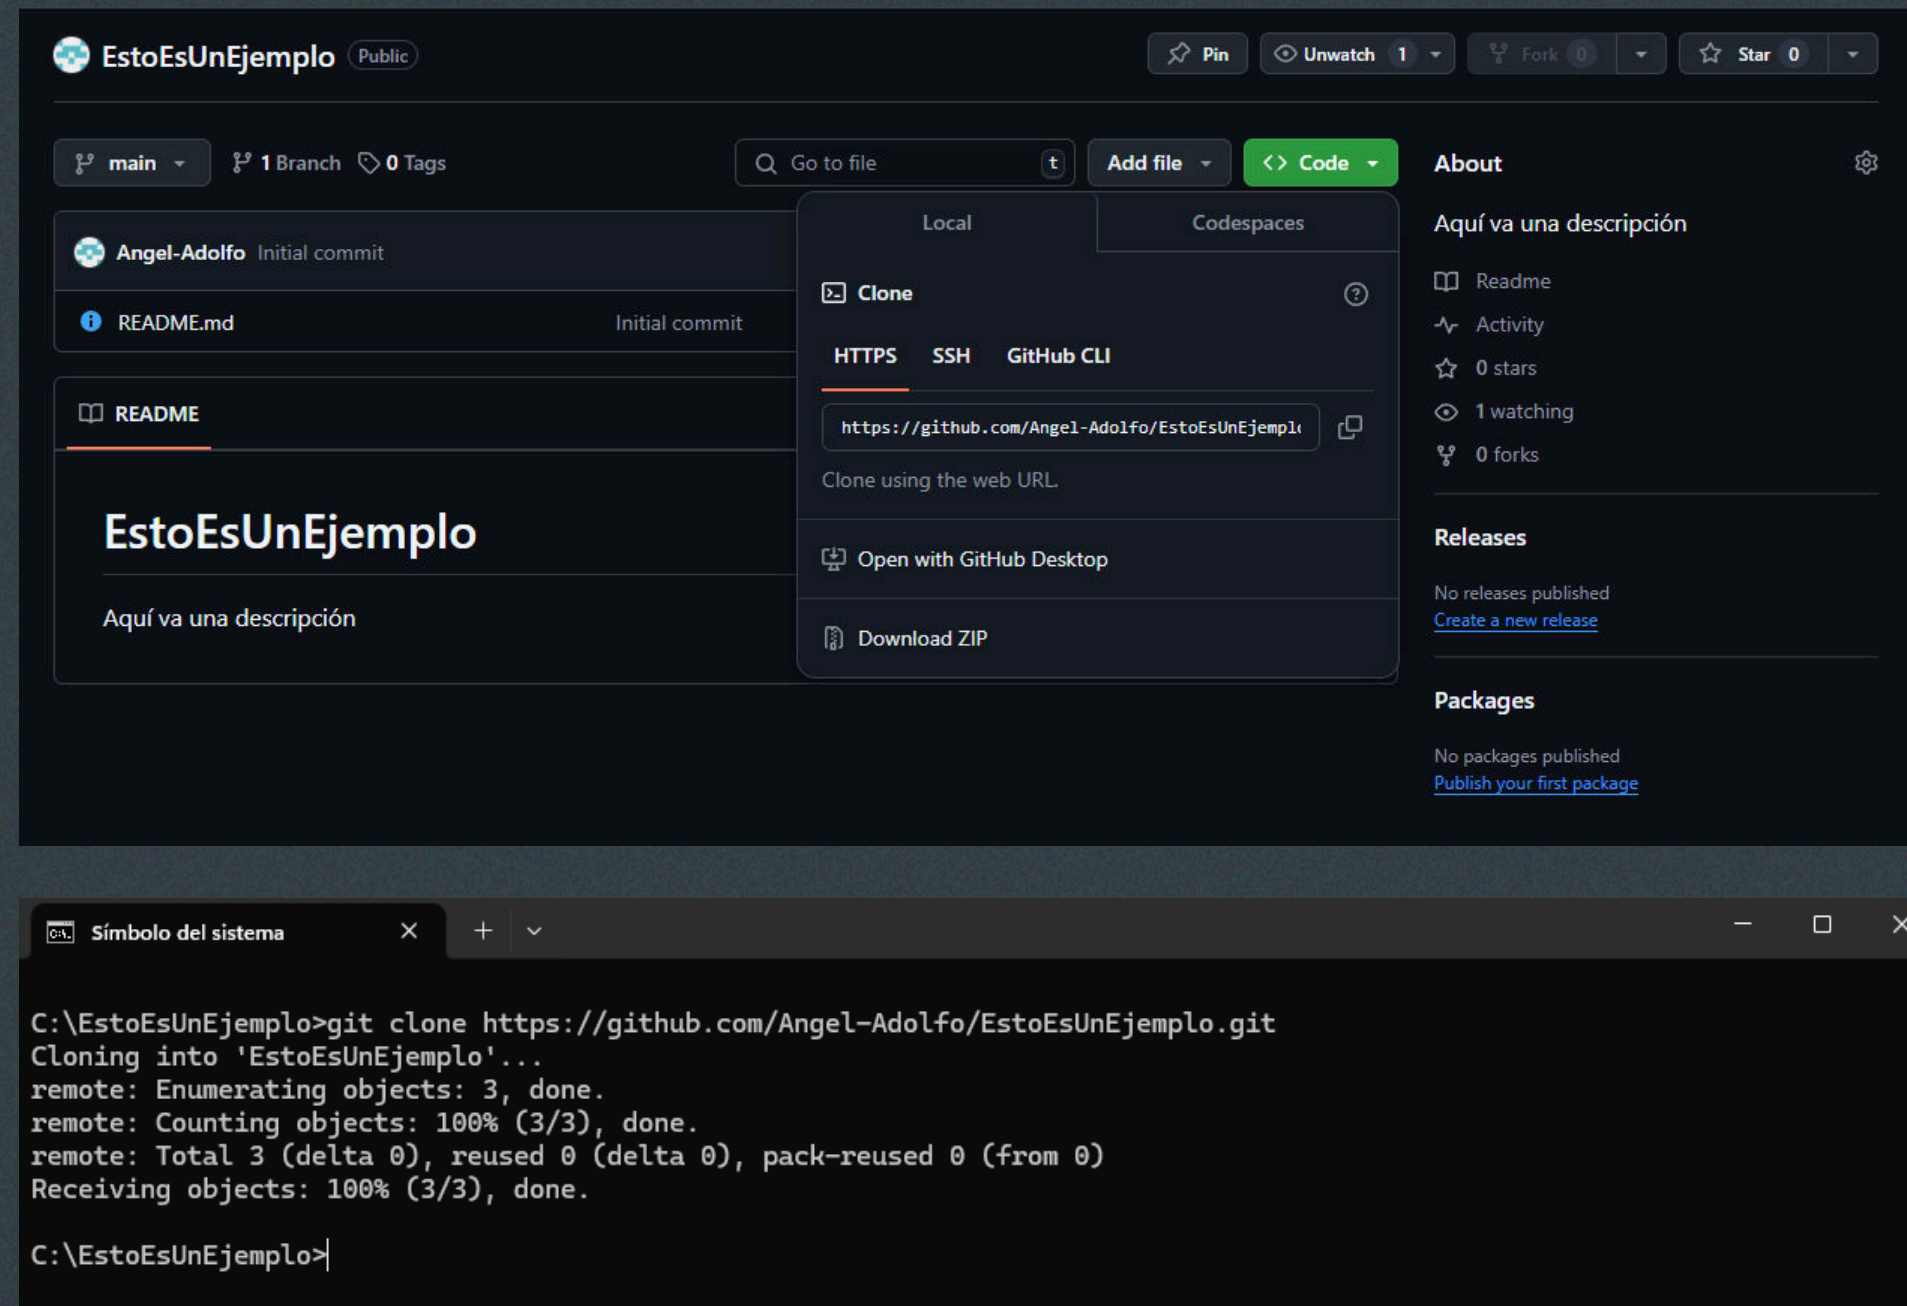 EstoEsUnEjemplo Public Pin Unwatch 1 Fork 0 Star 0
main 1 Branch 0 Tags Go to file t Add file Code
Angel-Adolfo Initial commit
README.md Initial commit
README
EstoEsUnEjemplo
Aquí va una descripción
Local Codespaces
Clone
HTTPS SSH GitHub CLI
https://github.com/Angel-Adolfo/EstoEsUnEjempl
Clone using the web URL.
Open with GitHub Desktop
Download ZIP
About
Aquí va una descripción
Readme
Activity
0 stars
1 watching
0 forks
Releases
No releases published
Create a new release
Packages
No packages published
Publish your first package
Símbolo del sistema
C:\EstoEsUnEjemplo>git clone https://github.com/Angel-Adolfo/EstoEsUnEjemplo.git
Cloning into 'EstoEsUnEjemplo'...
remote: Enumerating objects: 3, done.
remote: Counting objects: 100% (3/3), done.
remote: Total 3 (delta 0), reused 0 (delta 0), pack-reused 0 (from 0)
Receiving objects: 100% (3/3), done.
C:\EstoEsUnEjemplo>